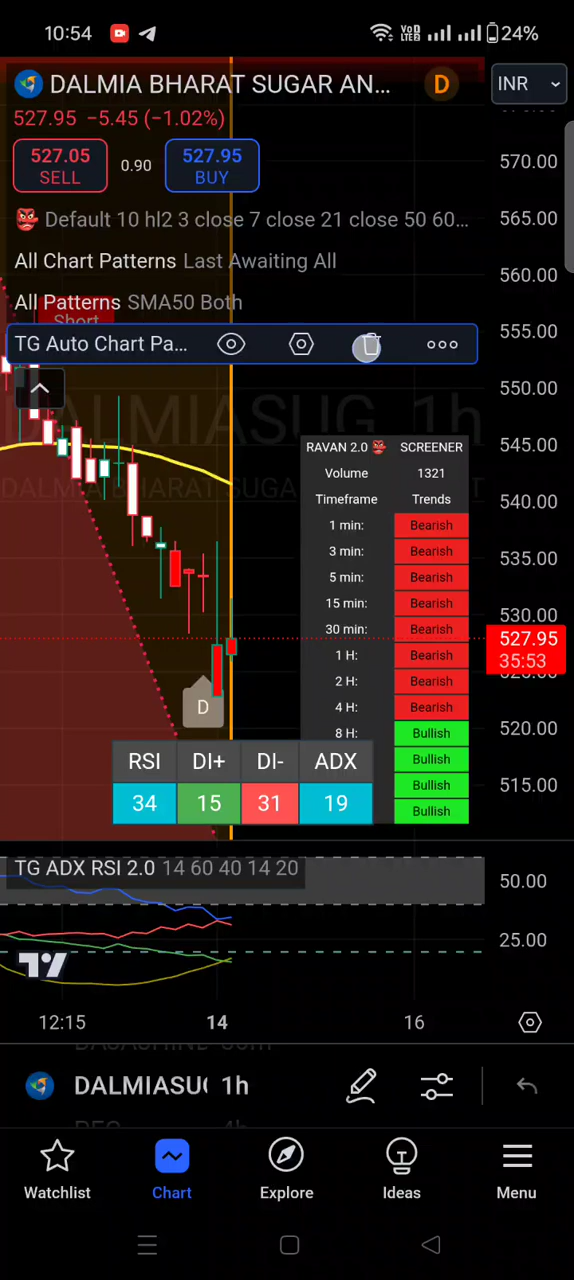 10:54
VoD LTE2
24%
DALMIA BHARAT SUGAR AN...
D
INR
527.95 −5.45 (−1.02%)
527.05
SELL
0.90
527.95
BUY
Default 10 hl2 3 close 7 close 21 close 50 60...
All Chart Patterns Last Awaiting All
All Patterns SMA50 Both
Short
TG Auto Chart Pa...
570.00
565.00
560.00
555.00
550.00
545.00
540.00
535.00
530.00
527.95
35:53
520.00
515.00
DALMIASUG, 1h
RAVAN 2.0 SCREENER
Volume 1321
Timeframe Trends
1 min: Bearish
3 min: Bearish
5 min: Bearish
15 min: Bearish
30 min: Bearish
1 H: Bearish
2 H: Bearish
4 H: Bearish
8 H: Bullish
Bullish
Bullish
Bullish
D
RSI DI+ DI- ADX
34 15 31 19
TG ADX RSI 2.0 14 60 40 14 20
50.00
25.00
12:15 14 16
DALMIASU 1h
Watchlist
Chart
Explore
Ideas
Menu